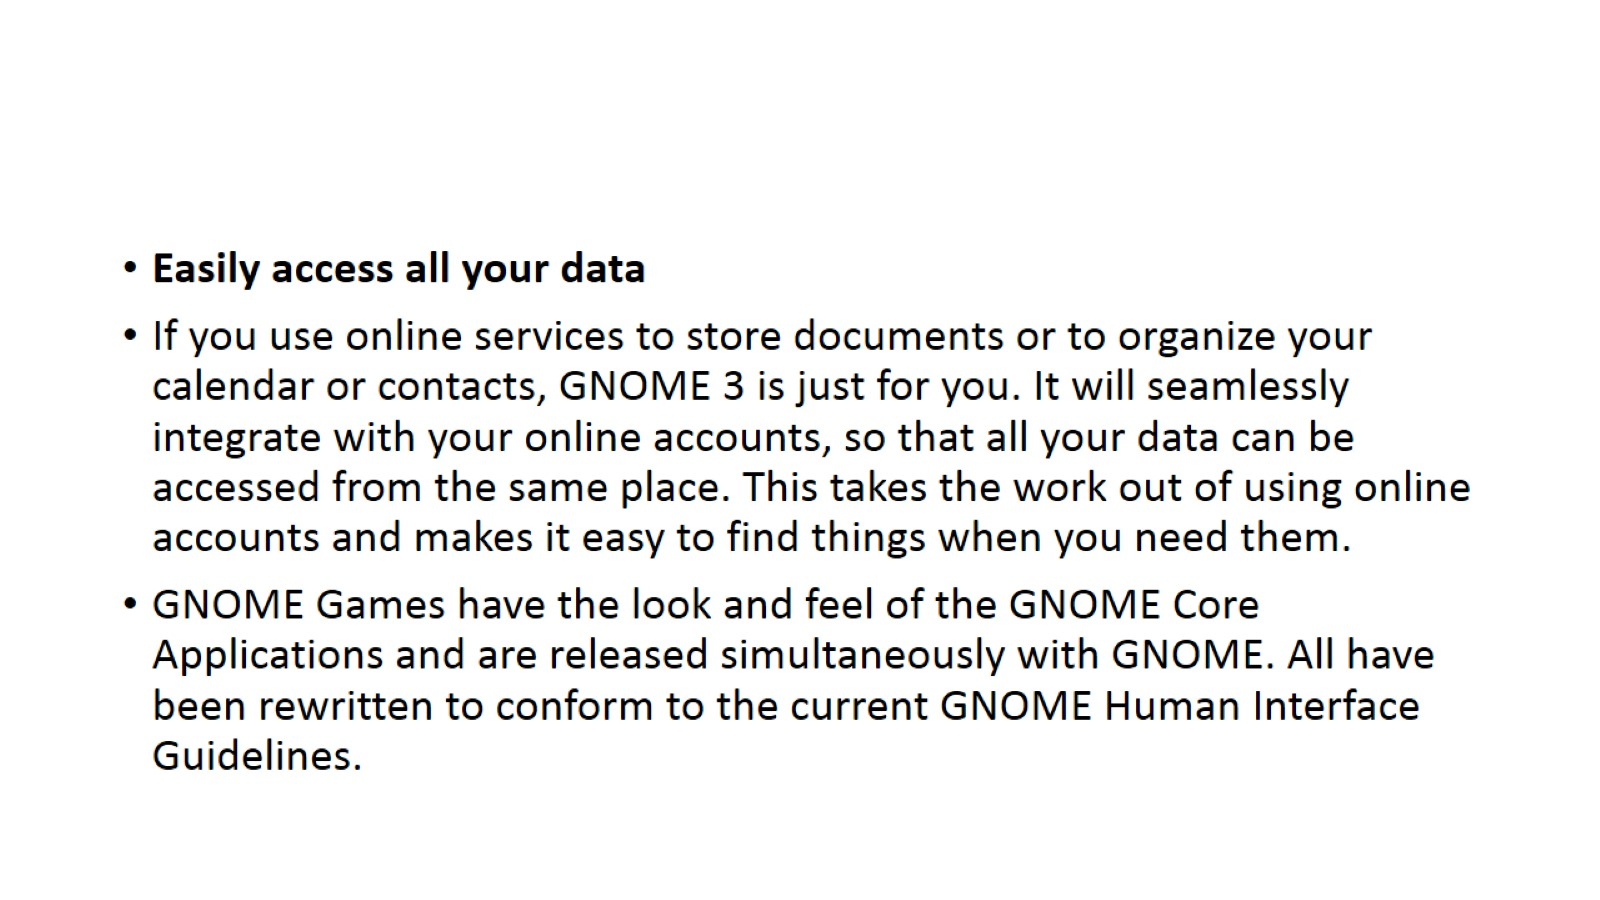 • Easily access all your data
• If you use online services to store documents or to organize your
calendar or contacts, GNOME 3 is just for you. It will seamlessly
integrate with your online accounts, so that all your data can be
accessed from the same place. This takes the work out of using online
accounts and makes it easy to find things when you need them.
• GNOME Games have the look and feel of the GNOME Core
Applications and are released simultaneously with GNOME. All have
been rewritten to conform to the current GNOME Human Interface
Guidelines.